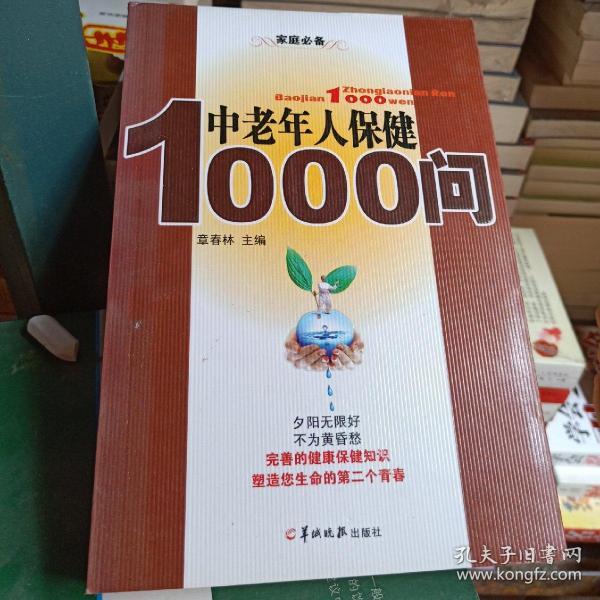 家庭必备
Zhonglaonian Ren
Baojian 1000wen
中老年人保健
1000问
章春林 主编
夕阳无限好
不为黄昏愁
完善的健康保健知识
塑造您生命的第二个青春
羊城晚报出版社
孔夫子旧书网
www.kongfz.com